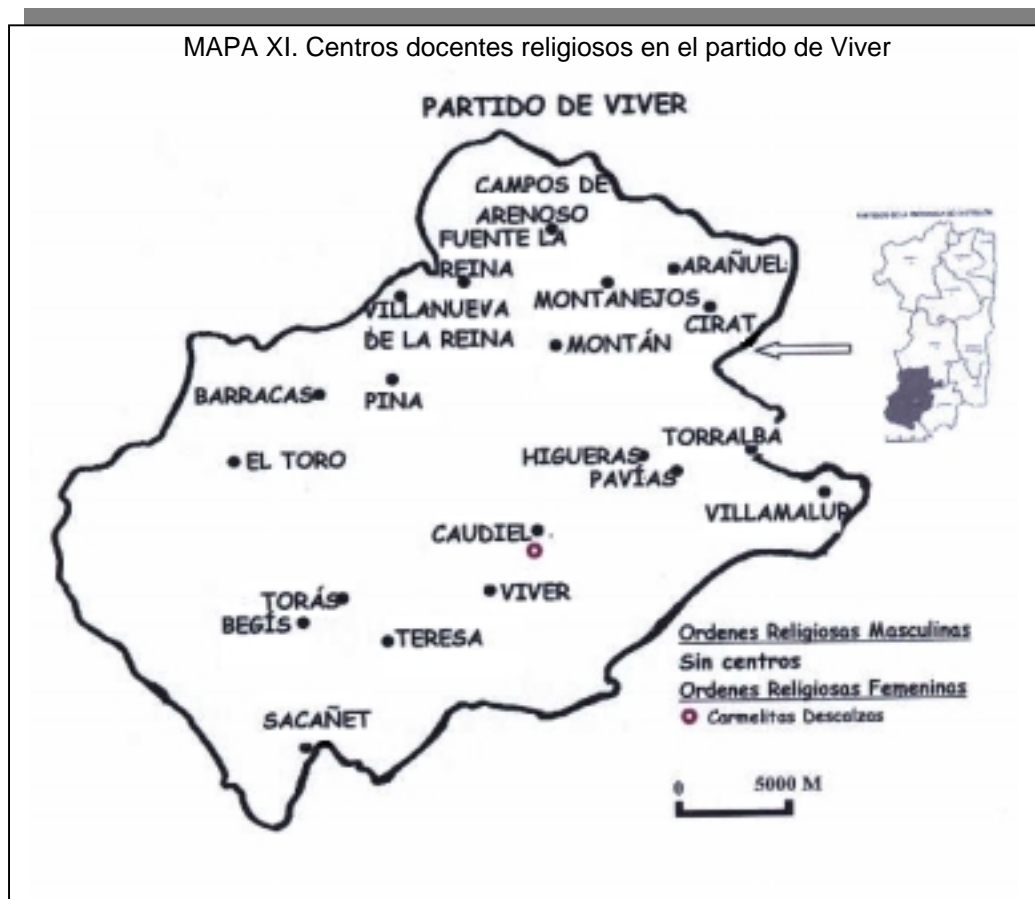 MAPA XI. Centros docentes religiosos en el partido de Viver
PARTIDO DE VIVER
CAMPOS DE
ARENOSO
FUENTE LA
REINA
ARAÑUEL
MONTANEJOS
VILLANUEVA
DE LA REINA
CIRAT
MONTÁN
BARRACAS
PINA
TORRALBA
EL TORO
HIGUERAS
PAVÍAS
VILLAMALUR
CAUDIEL
VIVER
TORÁS
BEGÍS
TERESA
SACAÑET
Ordenes Religiosas Masculinas
Sin centros
Ordenes Religiosas Femeninas
Carmelitas Descalzas
0 5000 M